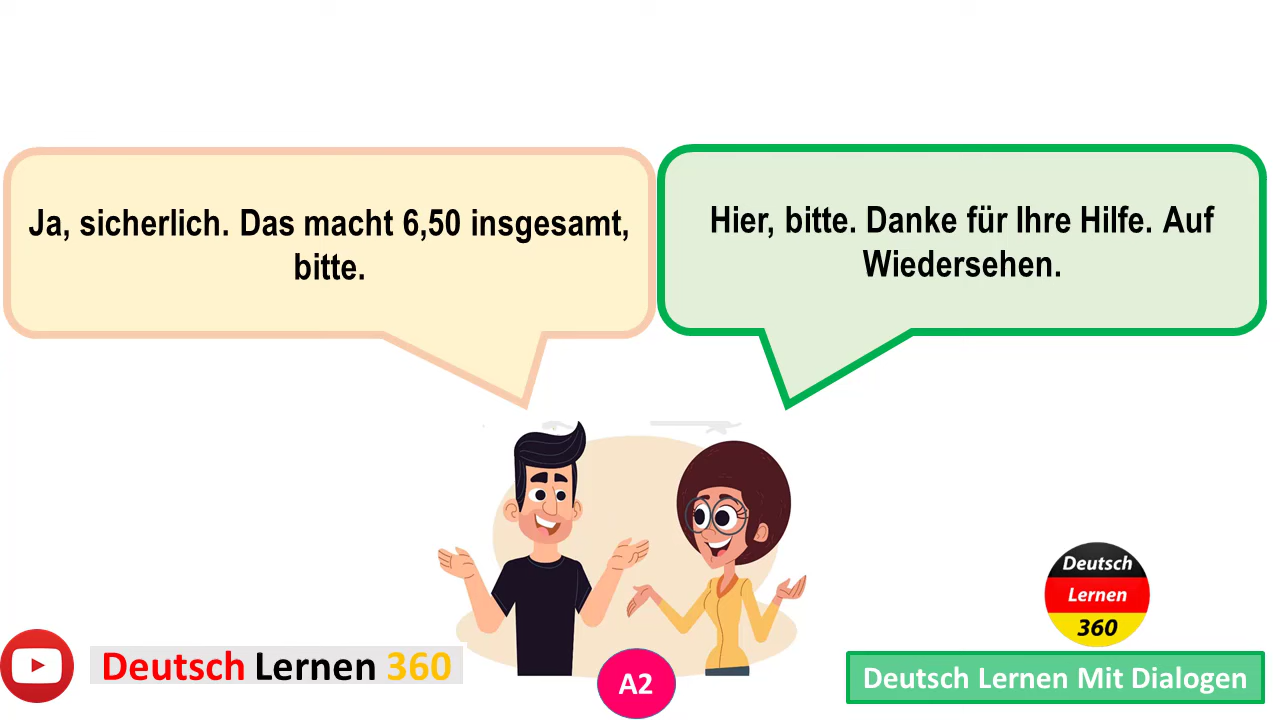 Ja, sicherlich. Das macht 6,50 insgesamt,
bitte.
Hier, bitte. Danke für Ihre Hilfe. Auf
Wiedersehen.
Deutsch
Lernen
360
Deutsch Lernen 360
A2
Deutsch Lernen Mit Dialogen